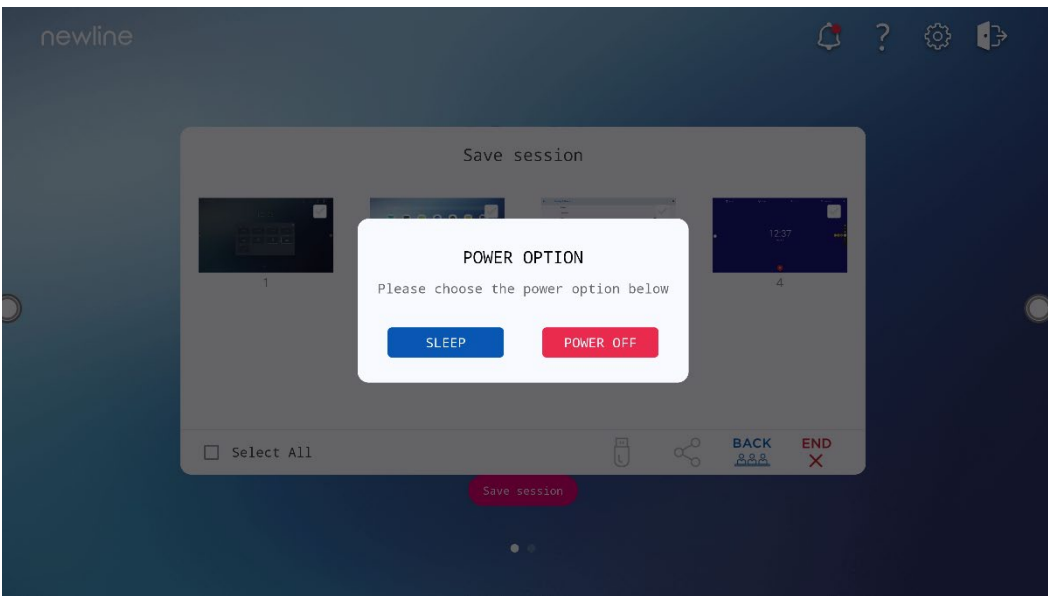 newline
?
Save session
12:37
1
4
POWER OPTION
Please choose the power option below
SLEEP
POWER OFF
Select All
BACK
END
Save session